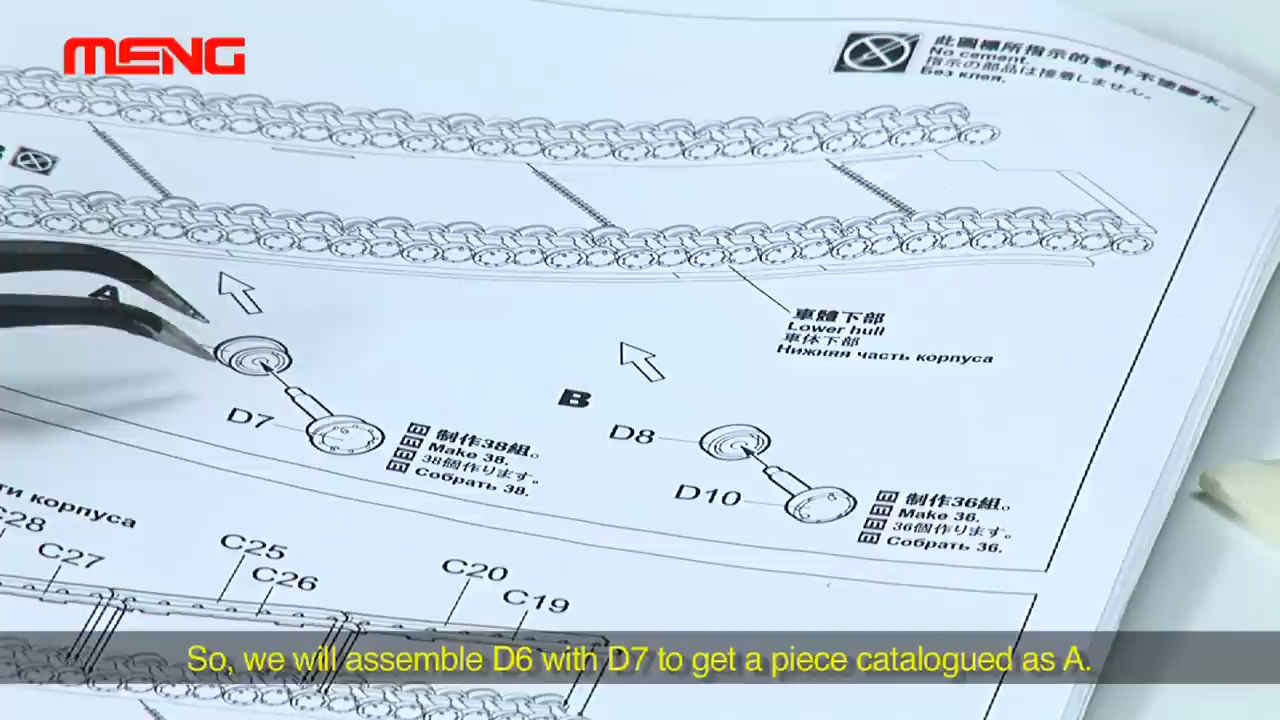 MENG
此圖標所指示的零件不塗膠水。
No cement.
指示の部品は接着しません。
Без клея.
車體下部
Lower hull
車体下部
Нижняя часть корпуса
A
B
D7
制作38組。
Make 38.
38個作ります。
Собрать 38.
D8
D10
制作36組。
Make 36.
36個作ります。
Собрать 36.
ти корпуса
C28
C27
C25
C26
C20
C19
So, we will assemble D6 with D7 to get a piece catalogued as A.